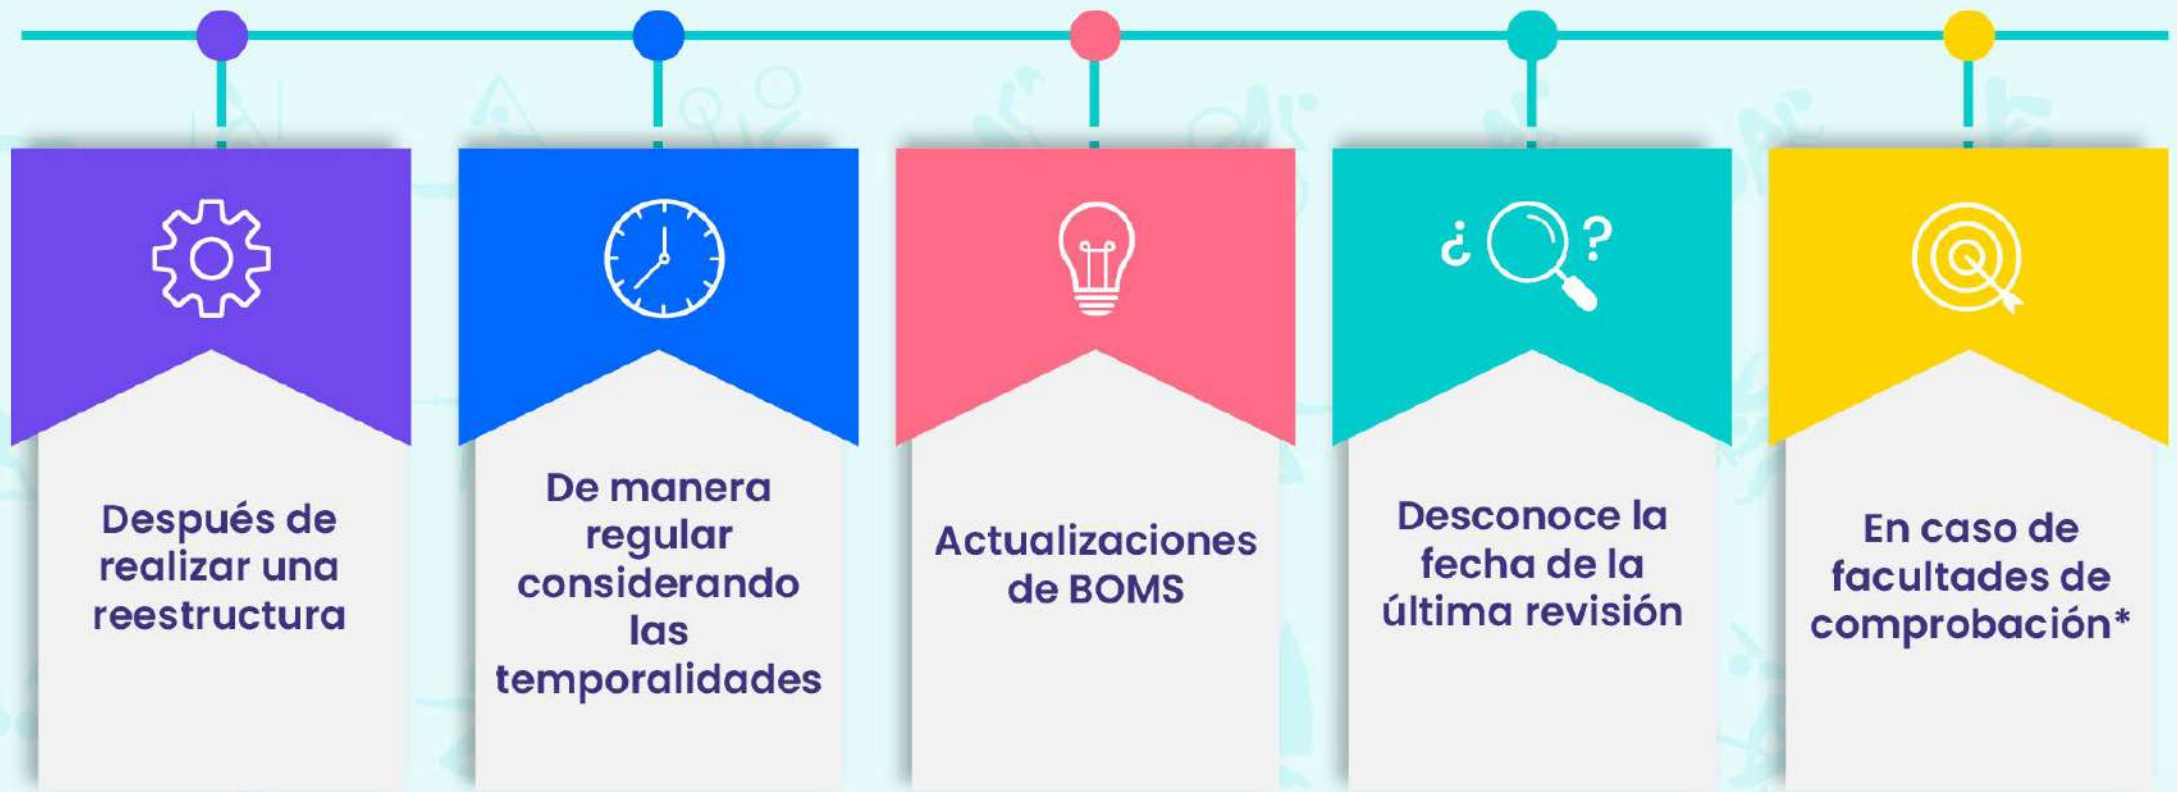 ¿ ?
Después de
realizar una
reestructura
De manera
regular
considerando
las
temporalidades
Actualizaciones
de BOMS
Desconoce la
fecha de la
última revisión
En caso de
facultades de
comprobación*